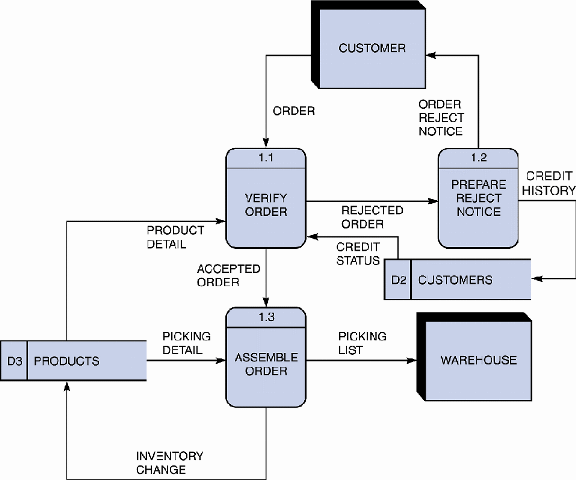 CUSTOMER
ORDER
ORDER
REJECT
NOTICE
1.1
VERIFY
ORDER
1.2
PREPARE
REJECT
NOTICE
CREDIT
HISTORY
REJECTED
ORDER
PRODUCT
DETAIL
CREDIT
STATUS
ACCEPTED
ORDER
D2 CUSTOMERS
1.3
ASSEMBLE
ORDER
D3 PRODUCTS
PICKING
DETAIL
PICKING
LIST
WAREHOUSE
INVENTORY
CHANGE